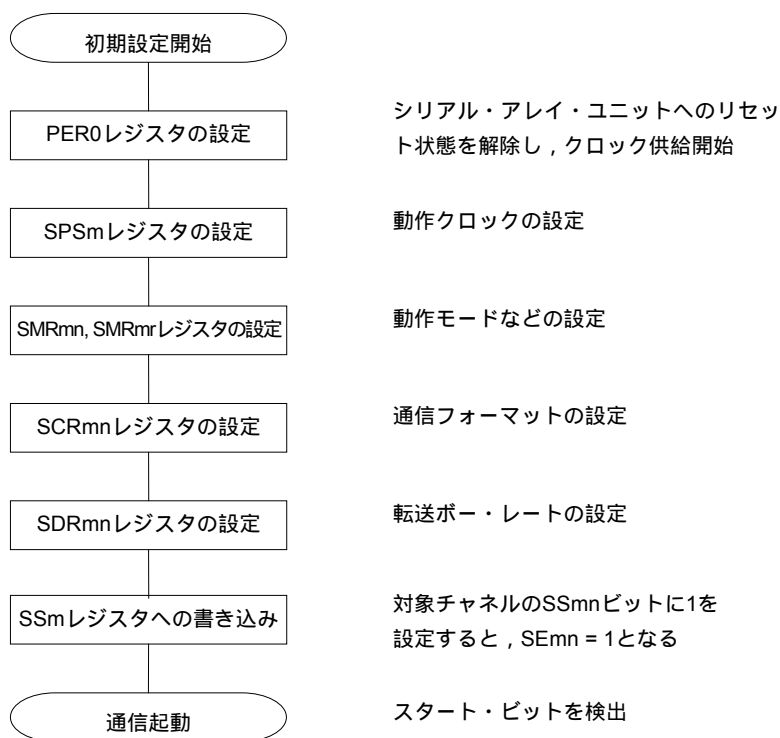 初期設定開始
PER0レジスタの設定
シリアル・アレイ・ユニットへのリセッ
ト状態を解除し，クロック供給開始
SPSmレジスタの設定
動作クロックの設定
SMRmn, SMRmrレジスタの設定
動作モードなどの設定
SCRmnレジスタの設定
通信フォーマットの設定
SDRmnレジスタの設定
転送ボー・レートの設定
SSmレジスタへの書き込み
対象チャネルのSSmnビットに1を
設定すると，SEmn = 1となる
通信起動
スタート・ビットを検出